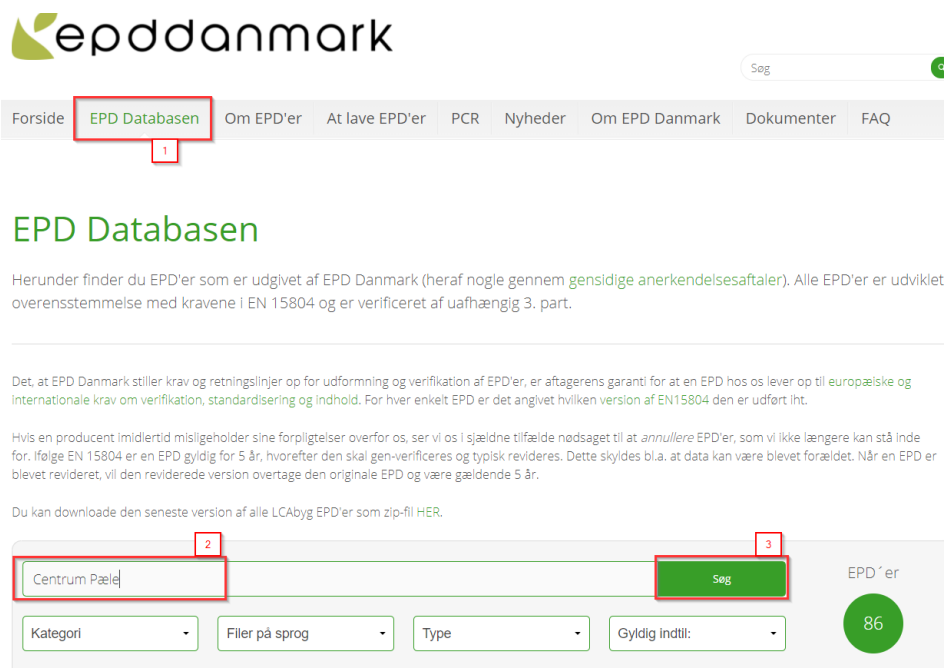 epddanmark
Søg
Forside EPD Databasen Om EPD'er At lave EPD'er PCR Nyheder Om EPD Danmark Dokumenter FAQ
1
EPD Databasen
Herunder finder du EPD'er som er udgivet af EPD Danmark (heraf nogle gennem gensidige anerkendelsesaftaler). Alle EPD'er er udviklet
overensstemmelse med kravene i EN 15804 og er verificeret af uafhængig 3. part.
Det, at EPD Danmark stiller krav og retningslinjer op for udformning og verifikation af EPD'er, er aftagerens garanti for at en EPD hos os lever op til europæiske og
internationale krav om verifikation, standardisering og indhold. For hver enkelt EPD er det angivet hvilken version af EN15804 den er udført iht.
Hvis en producent imidlertid misligeholder sine forpligtelser overfor os, ser vi os i sjældne tilfælde nødsaget til at annullere EPD'er, som vi ikke længere kan stå inde
for. Ifølge EN 15804 er en EPD gyldig for 5 år, hvorefter den skal gen-verificeres og typisk revideres. Dette skyldes bl.a. at data kan være blevet forældet. Når en EPD er
blevet revideret, vil den reviderede version overtage den originale EPD og være gældende 5 år.
Du kan downloade den seneste version af alle LCAbyg EPD'er som zip-fil HER.
2 3
Centrum Pæle Søg EPD´er
Kategori Filer på sprog Type Gyldig indtil: 86